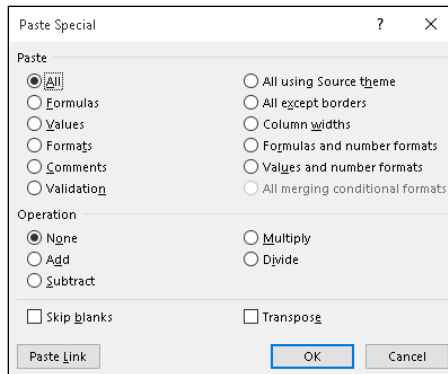 Paste Special ?
Paste
All All using Source theme
Formulas All except borders
Values Column widths
Formats Formulas and number formats
Comments Values and number formats
Validation All merging conditional formats
Operation
None Multiply
Add Divide
Subtract
Skip blanks Transpose
Paste Link OK Cancel